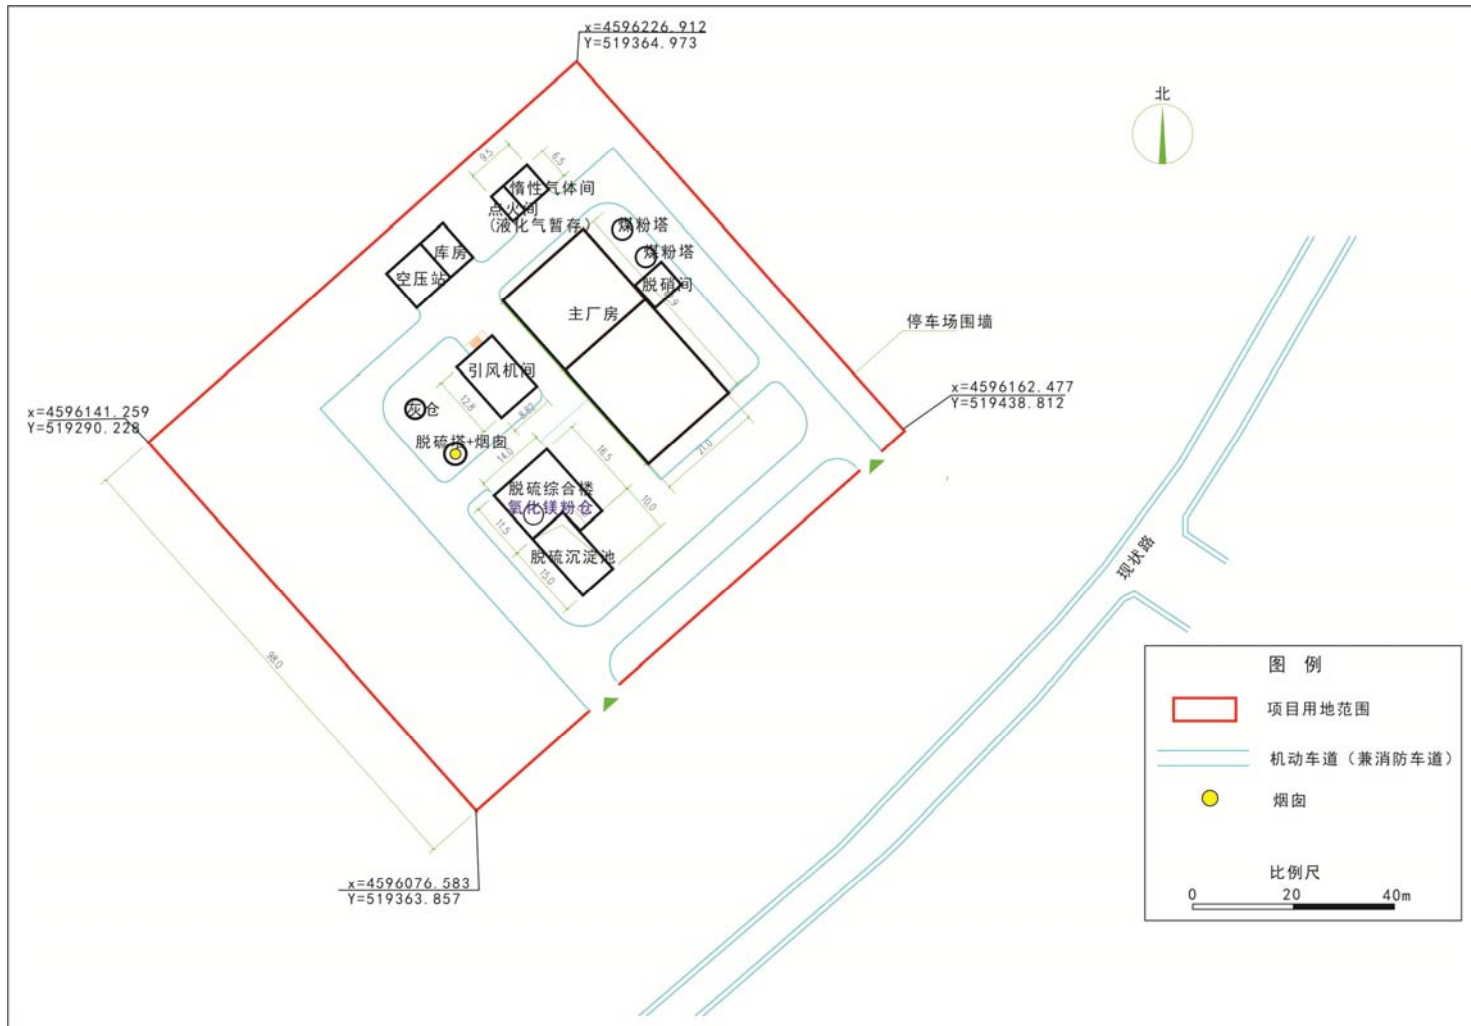 x=4596226.912
Y=519364.973
北
9.5
6.5
惰性气体间
点火间
(液化气暂存)
煤粉塔
煤粉塔
库房
空压站
脱硝间
主厂房
停车场围墙
引风机间
x=4596162.477
Y=519438.812
x=4596141.259
Y=519290.228
12.8
8.82
灰仓
脱硫塔+烟囱
14.0
16.5
21.0
脱硫综合楼
氧化镁粉仓
10.0
11.5
脱硫沉淀池
15.0
现状路
98.0
图 例
项目用地范围
机动车道（兼消防车道）
烟囱
比例尺
0 20 40m
x=4596076.583
Y=519363.857